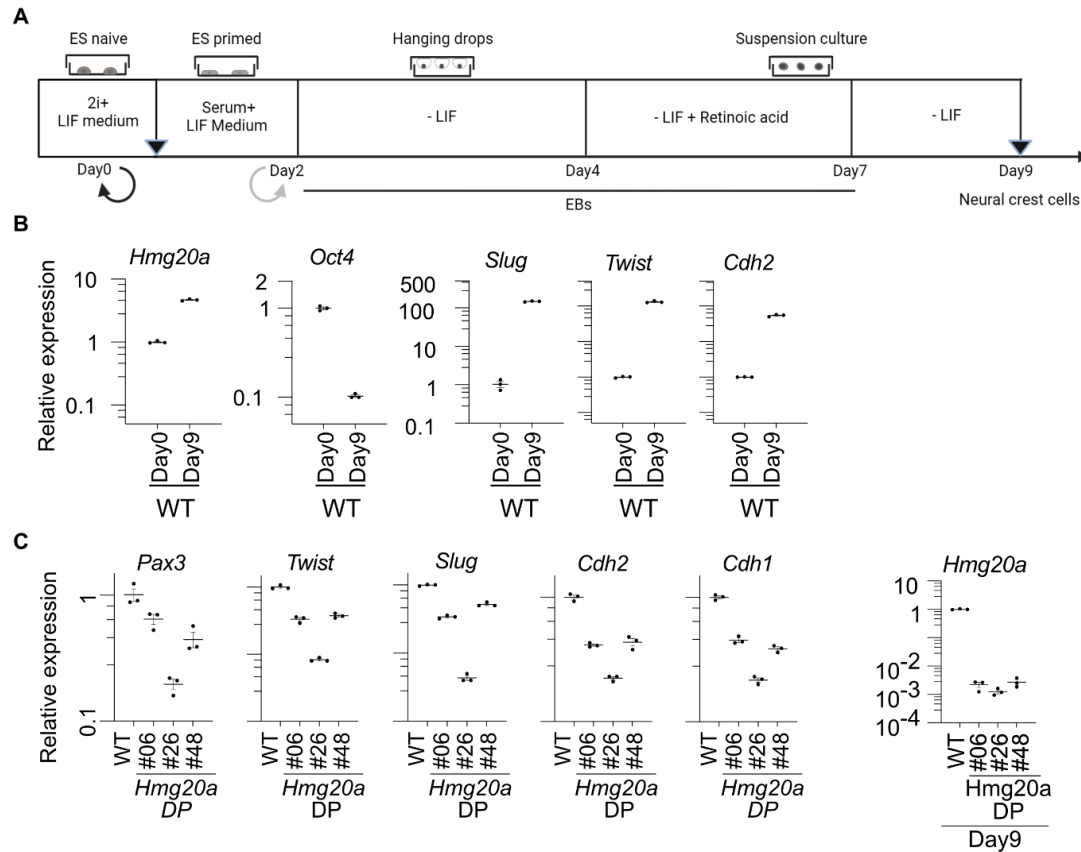 A
ES naive
ES primed
Hanging drops
Suspension culture
2i+
LIF medium
Serum+
LIF Medium
- LIF
- LIF + Retinoic acid
- LIF
Day0
Day2
Day4
Day7
Day9
EBs
Neural crest cells
B
Relative expression
Hmg20a
10
1
0.1
Day0
Day9
WT
Oct4
2
1
0.1
Day0
Day9
WT
Slug
500
100
10
1
0.1
Day0
Day9
WT
Twist
Day0
Day9
WT
Cdh2
Day0
Day9
WT
C
Relative expression
Pax3
1
0.1
WT
#06
#26
#48
Hmg20a
DP
Twist
WT
#06
#26
#48
Hmg20a
DP
Slug
WT
#06
#26
#48
Hmg20a
DP
Cdh2
WT
#06
#26
#48
Hmg20a
DP
Cdh1
WT
#06
#26
#48
Hmg20a
DP
Hmg20a
10
1
10⁻²
10⁻³
10⁻⁴
WT
#06
#26
#48
Hmg20a
DP
Day9